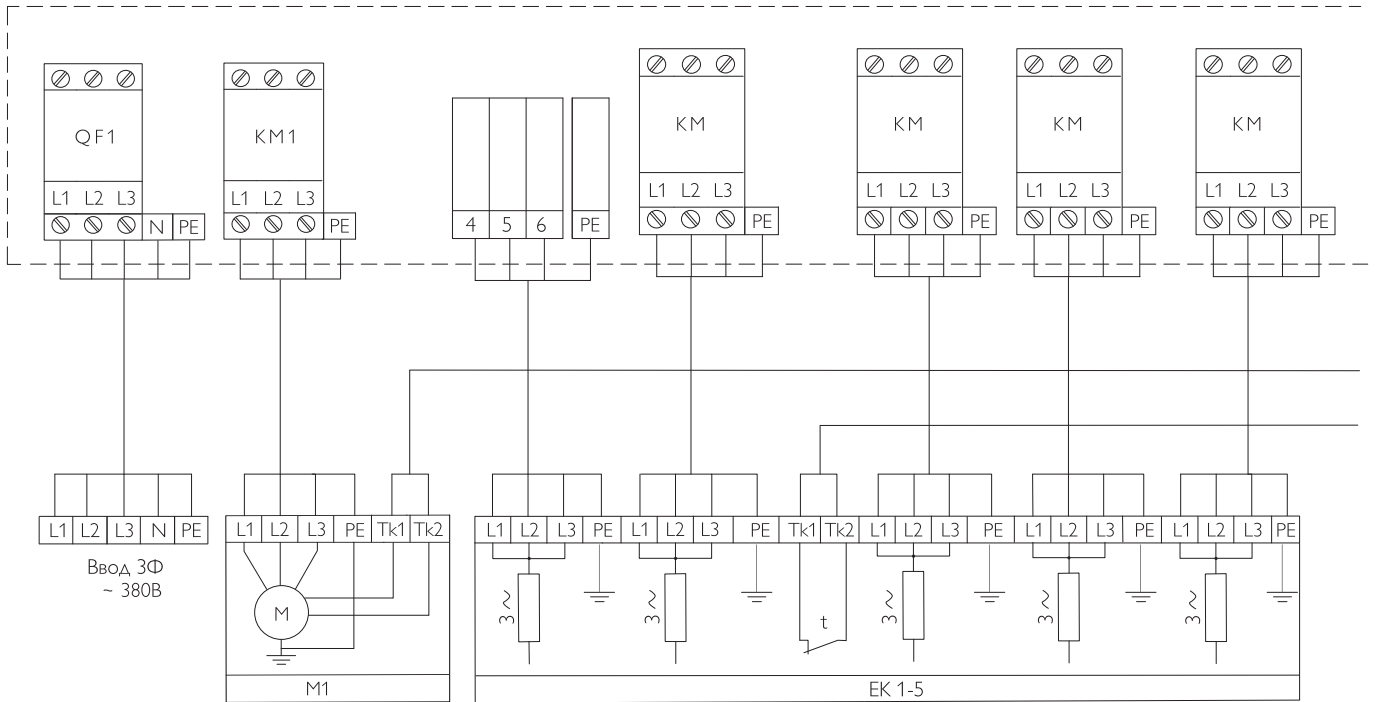 QF1
L1 L2 L3
N PE
KM1
L1 L2 L3
PE
4 5 6 PE
KM
L1 L2 L3
PE
KM
L1 L2 L3
PE
KM
L1 L2 L3
PE
KM
L1 L2 L3
PE
L1 L2 L3 N PE
Ввод 3Ф
~ 380В
L1 L2 L3 PE Tk1 Tk2
M
M1
L1 L2 L3 PE L1 L2 L3 PE Tk1 Tk2 L1 L2 L3 PE L1 L2 L3 PE L1 L2 L3 PE
3~
3~
t
3~
3~
3~
EK 1-5